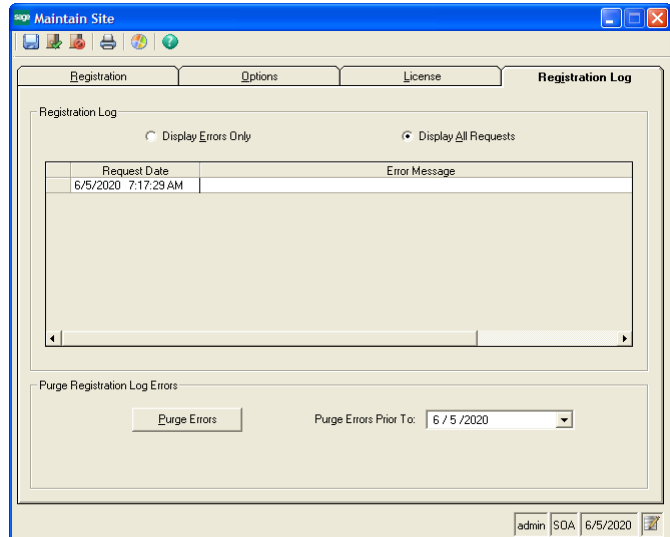 sage Maintain Site
Registration Options License Registration Log
Registration Log
Display Errors Only Display All Requests
Request Date Error Message
6/5/2020 7:17:29 AM
Purge Registration Log Errors
Purge Errors Purge Errors Prior To: 6 / 5 /2020
admin SOA 6/5/2020